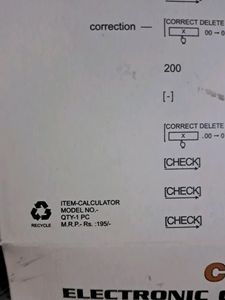 [CORRECT DELETE
correction — X 00 → 0
200
[-]
[CORRECT DELETE
X .00 → 0
[CHECK]
[CHECK]
[CHECK]
ITEM-CALCULATOR
MODEL NO.-
QTY-1 PC
M.R.P.- Rs. :195/-
RECYCLE
C
ELECTRONIC C